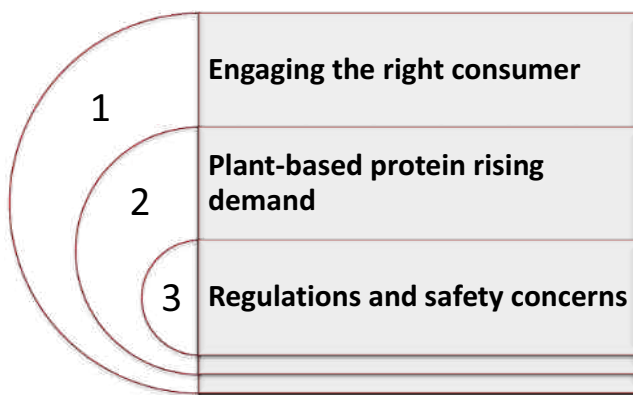 1
Engaging the right consumer
2
Plant-based protein rising
demand
3
Regulations and safety concerns